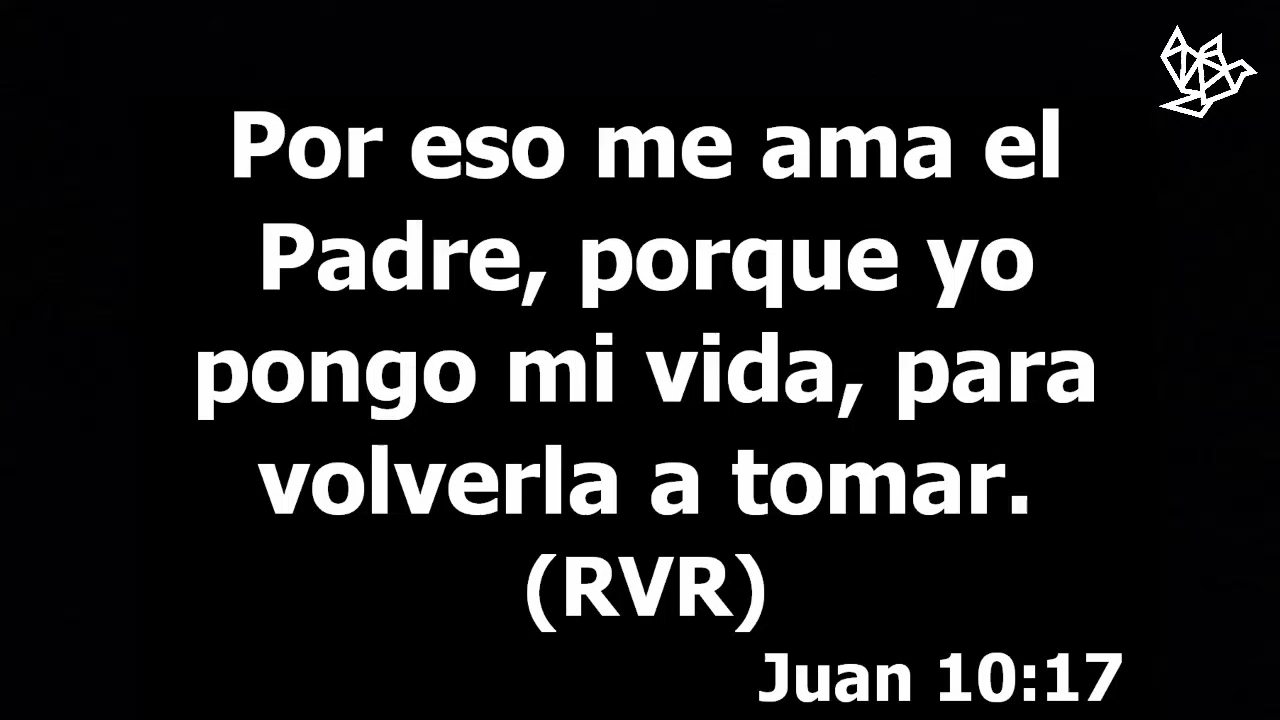 Por eso me ama el
Padre, porque yo
pongo mi vida, para
volverla a tomar.
(RVR)
Juan 10:17